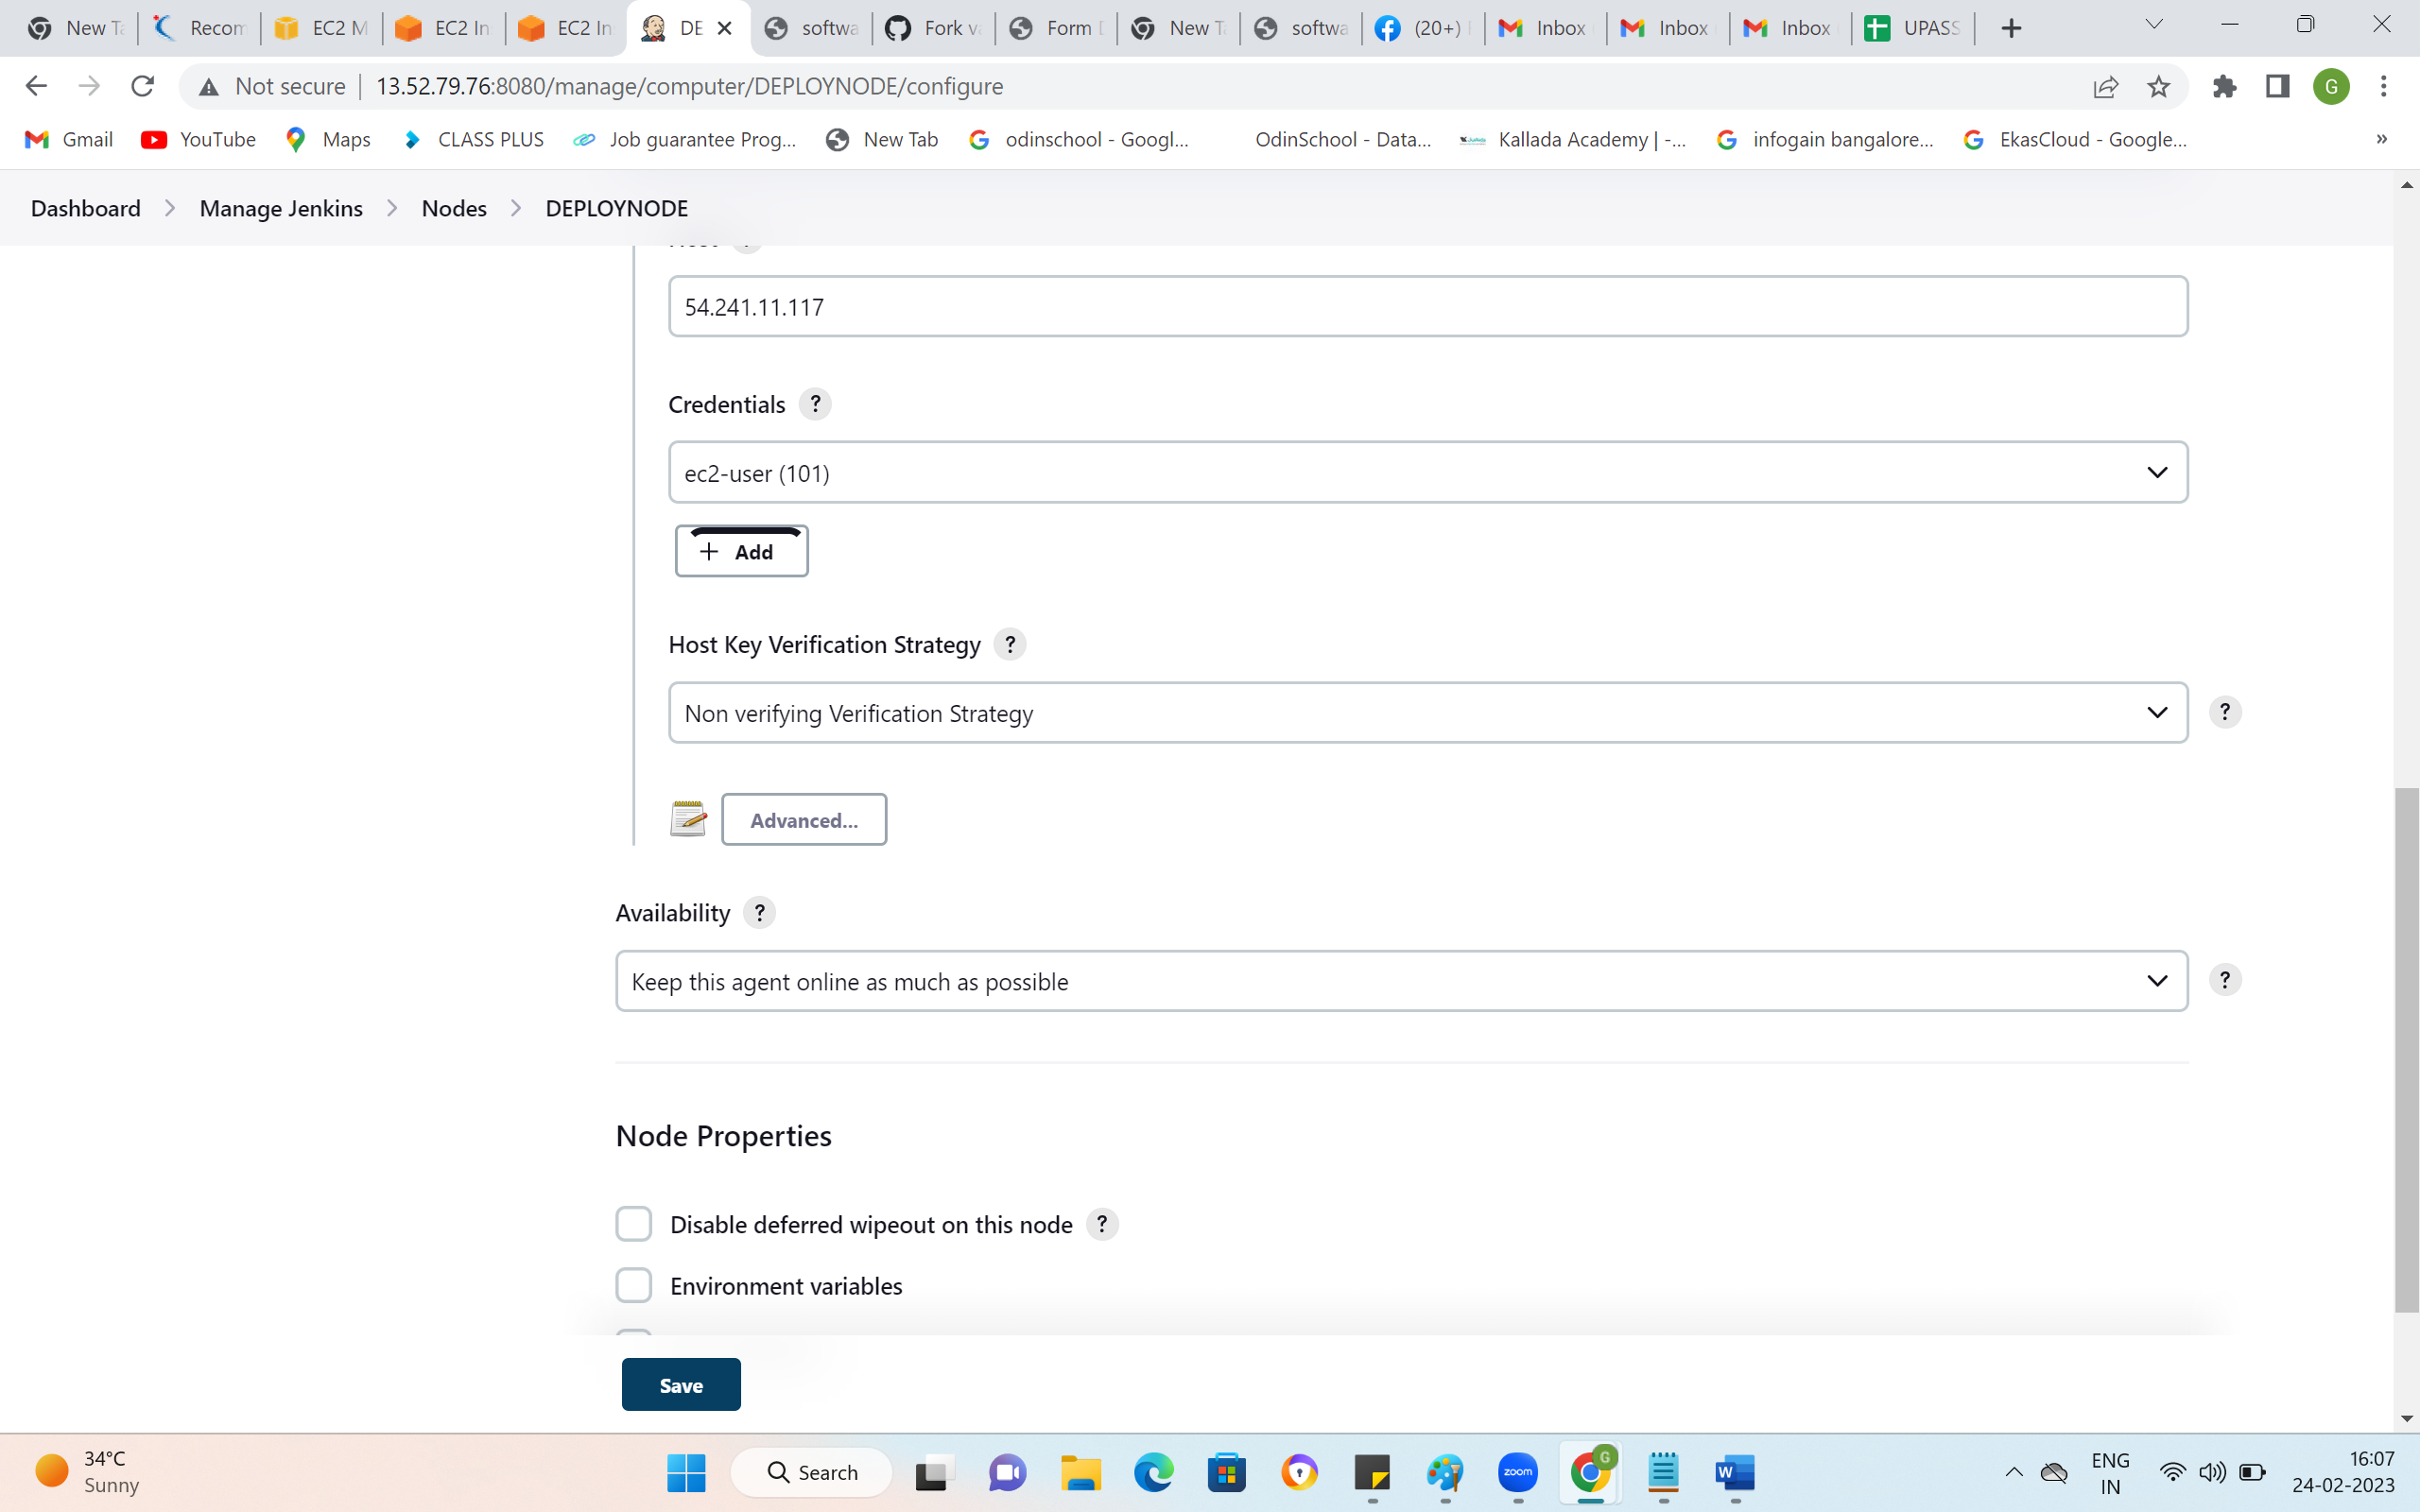 New Ta
Recom
EC2 M
EC2 In
EC2 In
DE
softwa
Fork v
Form
New Ta
softwa
(20+)
Inbox
Inbox
Inbox
UPASS
Not secure
13.52.79.76:8080/manage/computer/DEPLOYNODE/configure
G
Gmail
YouTube
Maps
CLASS PLUS
Job guarantee Prog...
New Tab
odinschool - Googl...
OdinSchool - Data...
Kallada Academy | -...
infogain bangalore...
EkasCloud - Google...
»
Dashboard > Manage Jenkins > Nodes > DEPLOYNODE
54.241.11.117
Credentials ?
ec2-user (101)
+ Add
Host Key Verification Strategy ?
Non verifying Verification Strategy
?
Advanced...
Availability ?
Keep this agent online as much as possible
?
Node Properties
Disable deferred wipeout on this node ?
Environment variables
Save
34°C
Sunny
Search
zoom
G
W
ENG
IN
16:07
24-02-2023